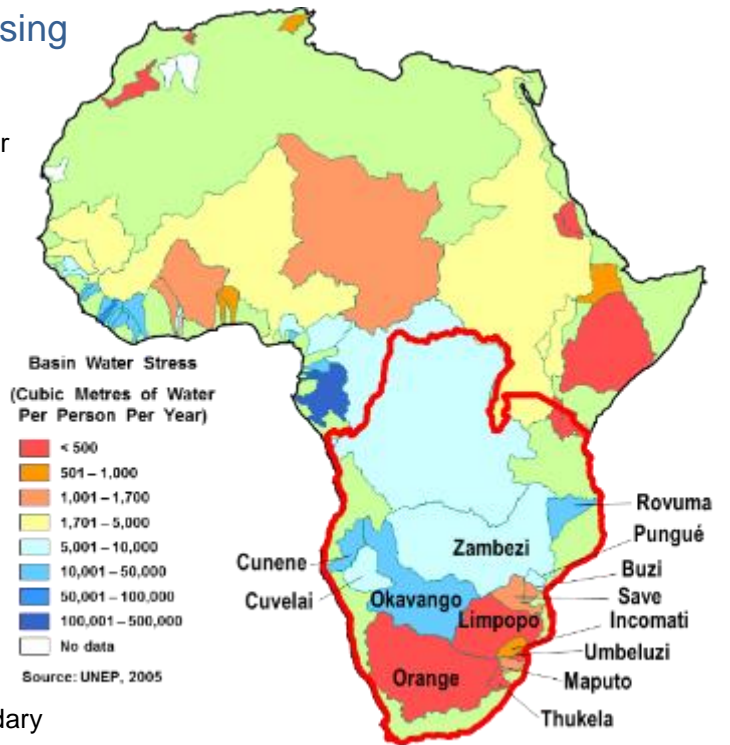 sing
r
Basin Water Stress
(Cubic Metres of Water
Per Person Per Year)
< 500
501 – 1,000
1,001 – 1,700
1,701 – 5,000
5,001 – 10,000
10,001 – 50,000
50,001 – 100,000
100,001 – 500,000
No data
Source: UNEP, 2005
dary
Rovuma
Pungué
Zambezi
Buzi
Cunene
Save
Cuvelai
Okavango
Incomati
Limpopo
Umbeluzi
Orange
Maputo
Thukela